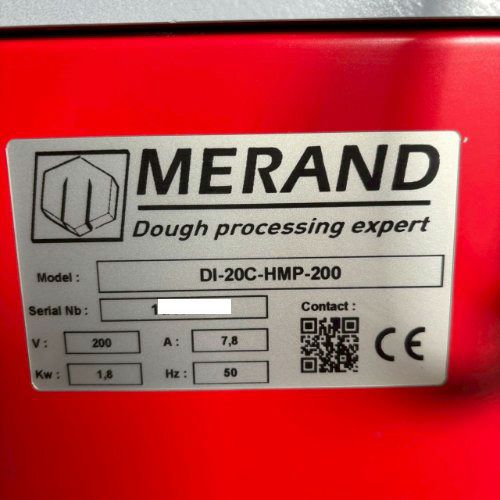 MERAND
Dough processing expert
Model : DI-20C-HMP-200
Serial Nb : 1
Contact :
V : 200 A : 7,8
Kw : 1,8 Hz : 50
CE